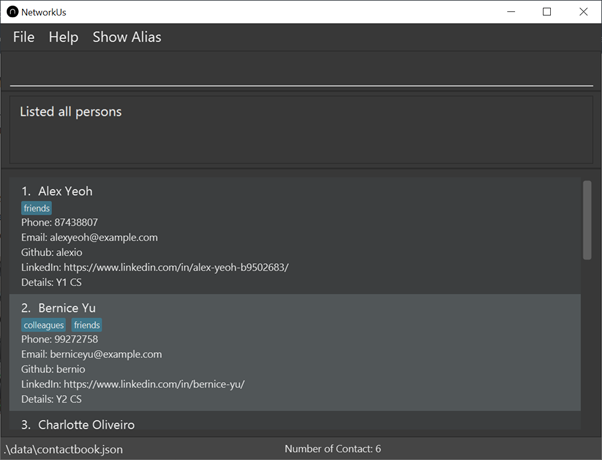 NetworkUs
File Help Show Alias
Listed all persons
1. Alex Yeoh
friends
Phone: 87438807
Email: alexyeoh@example.com
Github: alexio
LinkedIn: https://www.linkedin.com/in/alex-yeoh-b9502683/
Details: Y1 CS
2. Bernice Yu
colleagues friends
Phone: 99272758
Email: berniceyu@example.com
Github: bernio
LinkedIn: https://www.linkedin.com/in/bernice-yu/
Details: Y2 CS
3. Charlotte Oliveiro
.\data\contactbook.json Number of Contact: 6